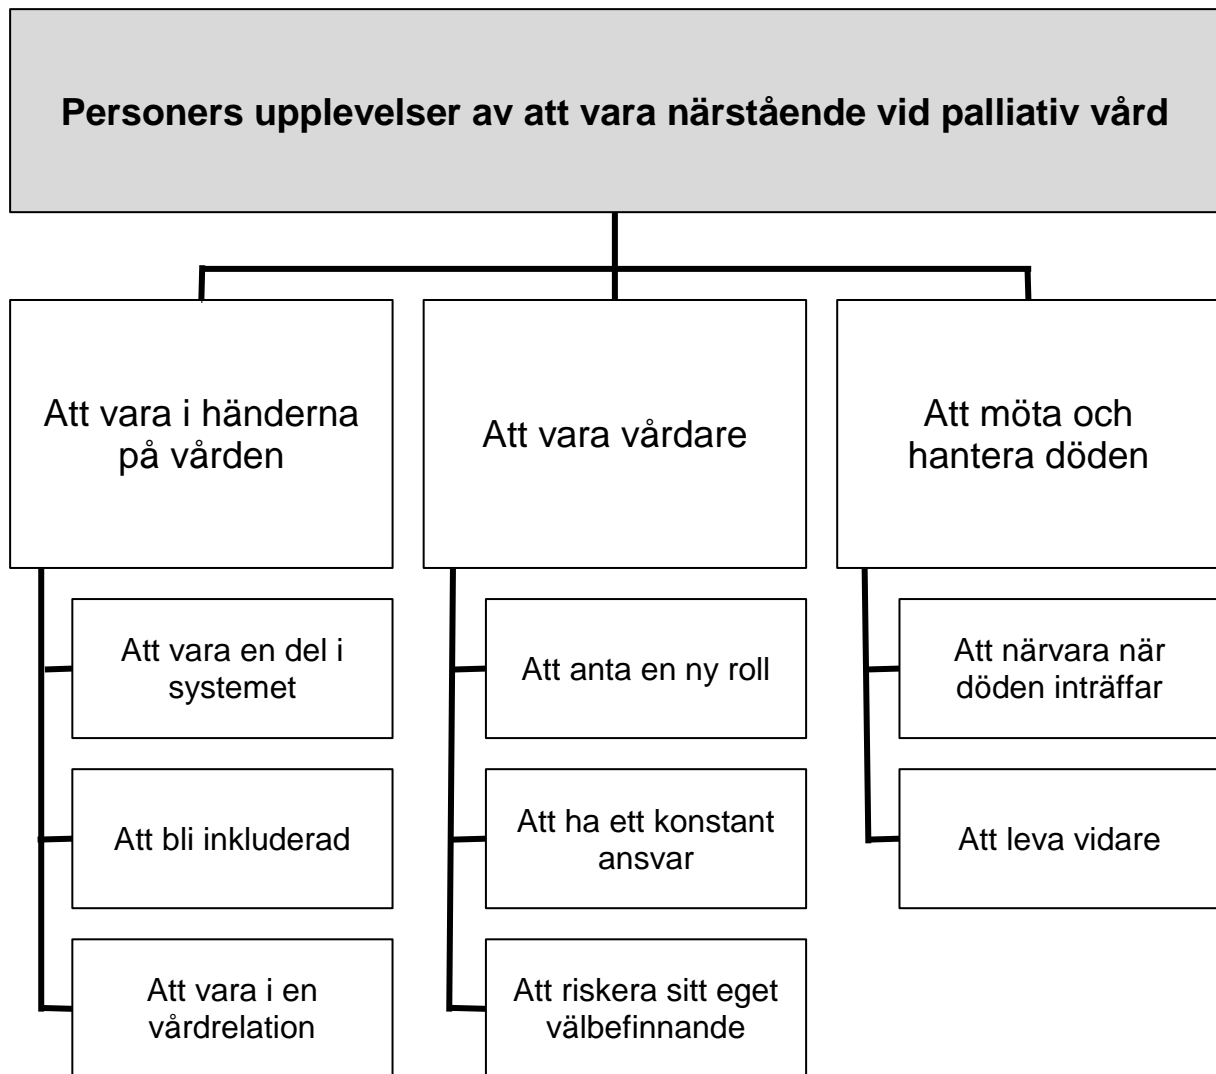 Personers upplevelser av att vara närstående vid palliativ vård
Att vara i händerna
på vården
Att vara en del i
systemet
Att bli inkluderad
Att vara i en
vårdrelation
Att vara vårdare
Att anta en ny roll
Att ha ett konstant
ansvar
Att riskera sitt eget
välbefinnande
Att möta och
hantera döden
Att närvara när
döden inträffar
Att leva vidare